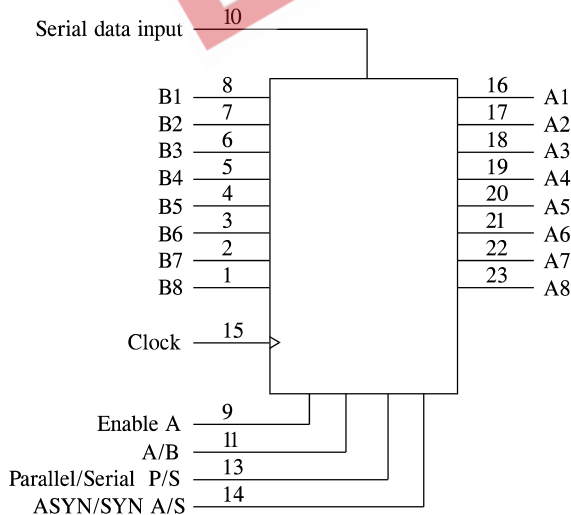 Serial data input 10
B1 8 16 A1
B2 7 17 A2
B3 6 18 A3
B4 5 19 A4
B5 4 20 A5
B6 3 21 A6
B7 2 22 A7
B8 1 23 A8
Clock 15
Enable A 9
A/B 11
Parallel/Serial P/S 13
ASYN/SYN A/S 14